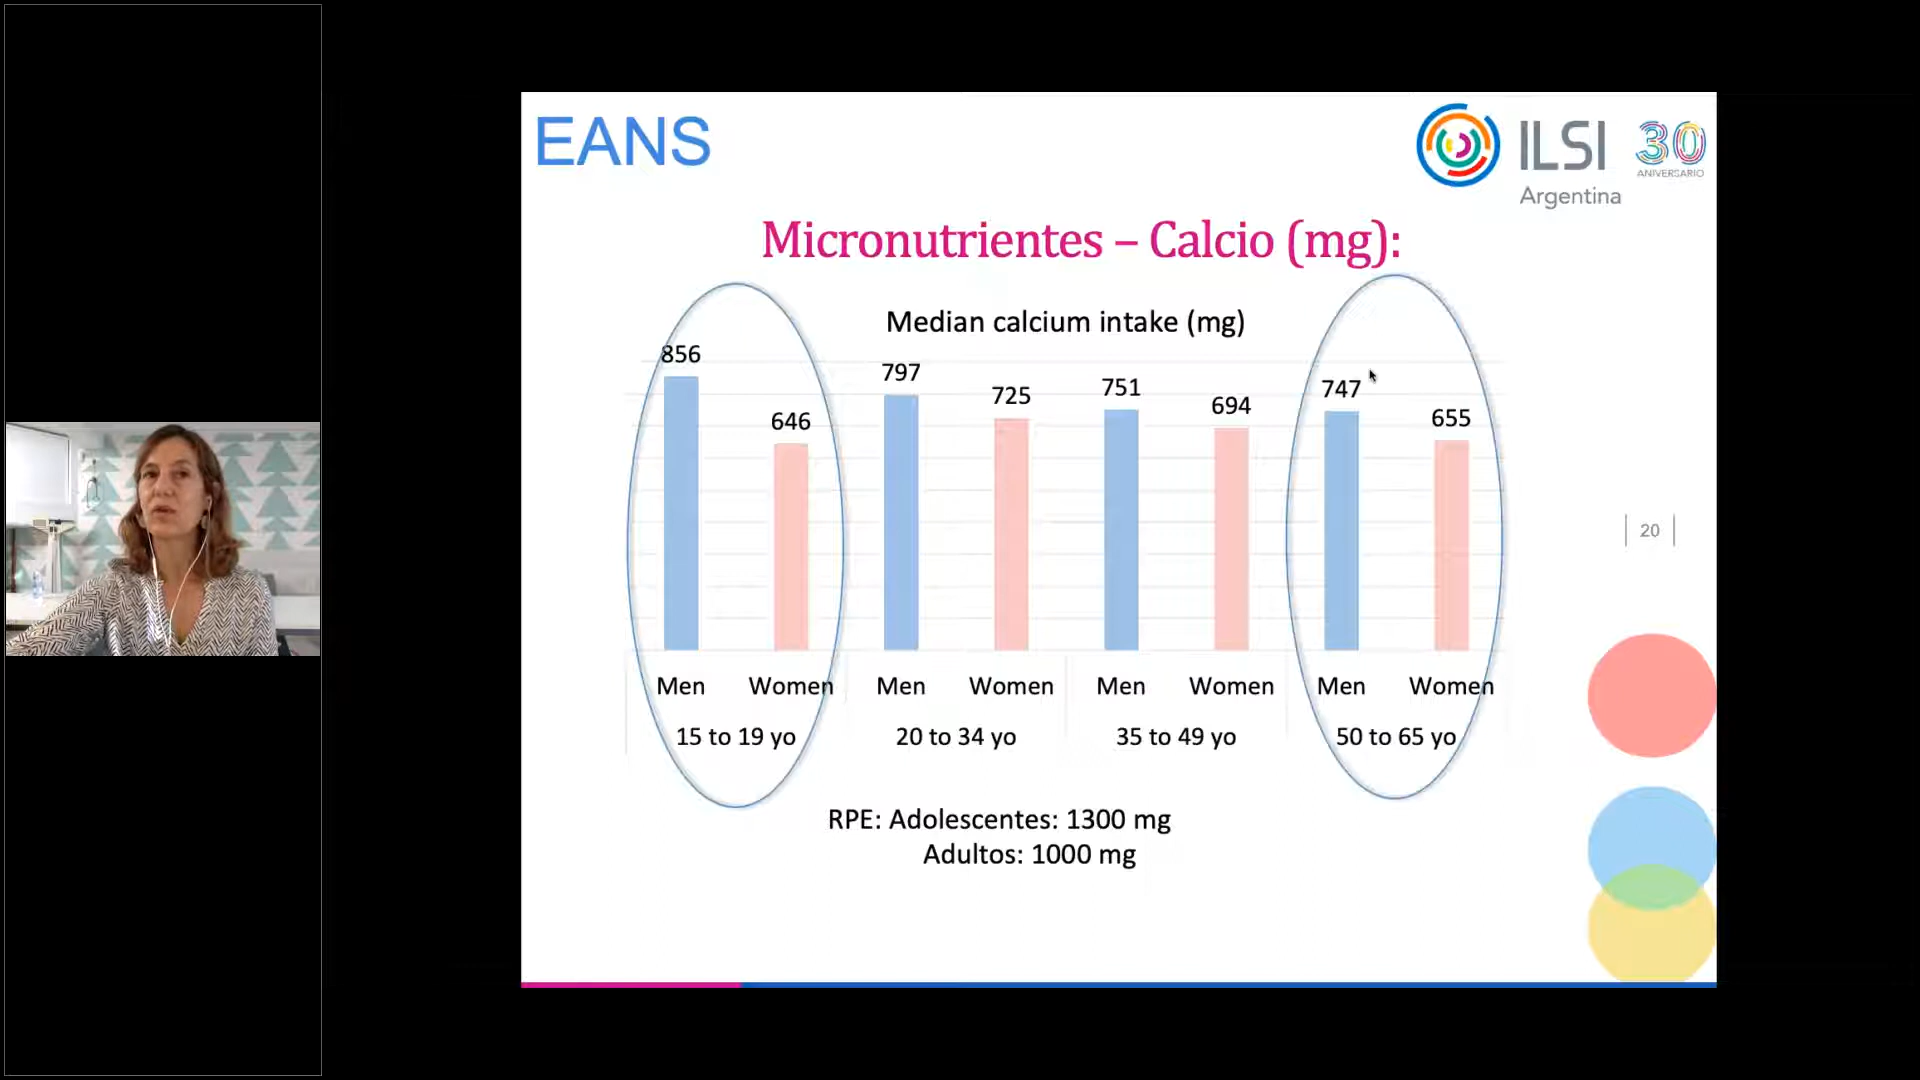 EANS
ILSI
Argentina
30
ANIVERSARIO
Micronutrientes – Calcio (mg):
Median calcium intake (mg)
856
646
797
725
751
694
747
655
Men Women Men Women Men Women Men Women
15 to 19 yo 20 to 34 yo 35 to 49 yo 50 to 65 yo
RPE: Adolescentes: 1300 mg
Adultos: 1000 mg
20